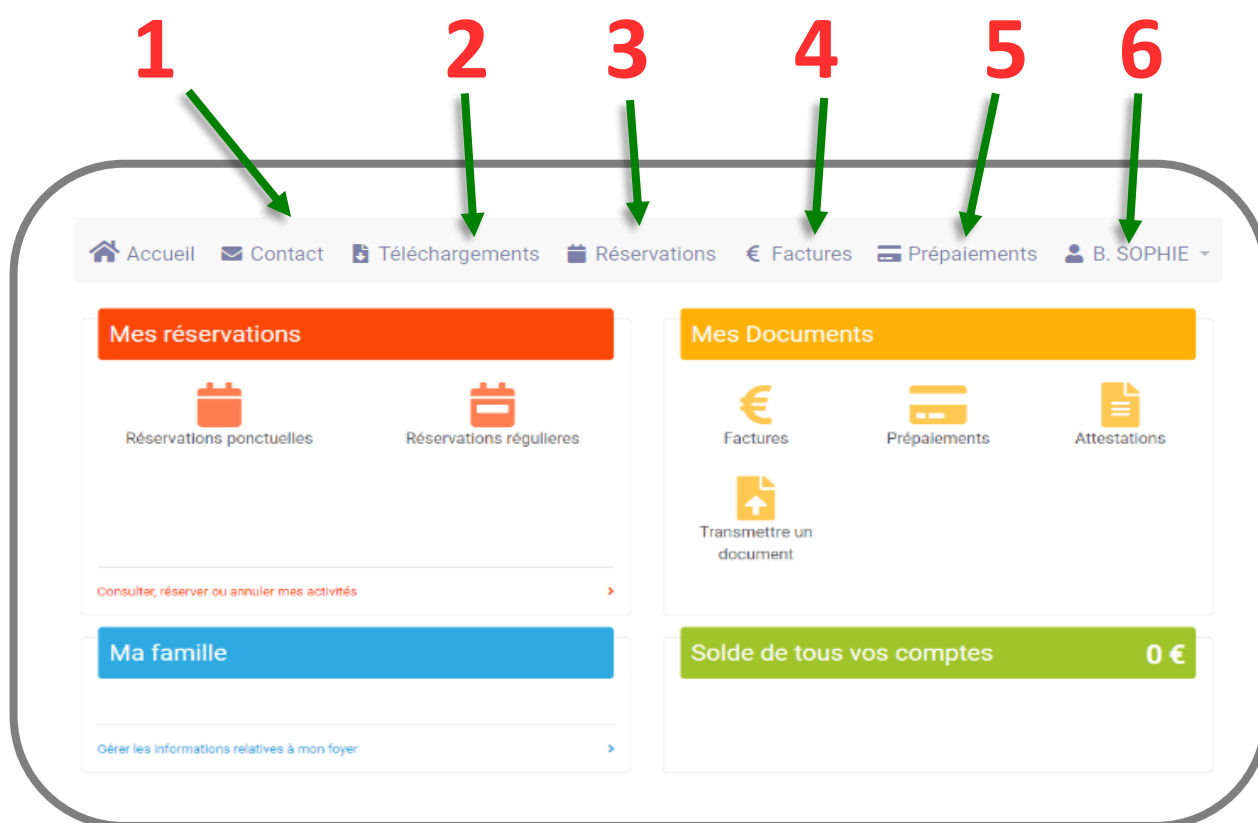 1 2 3 4 5 6
Accueil Contact Téléchargements Réservations € Factures Prépaiements B. SOPHIE
Mes réservations
Réservations ponctuelles Réservations régulieres
Consulter, réserver ou annuler mes activités
Mes Documents
€
Factures Prépaiements Attestations
Transmettre un
document
Ma famille
Gérer les informations relatives à mon foyer
Solde de tous vos comptes 0 €